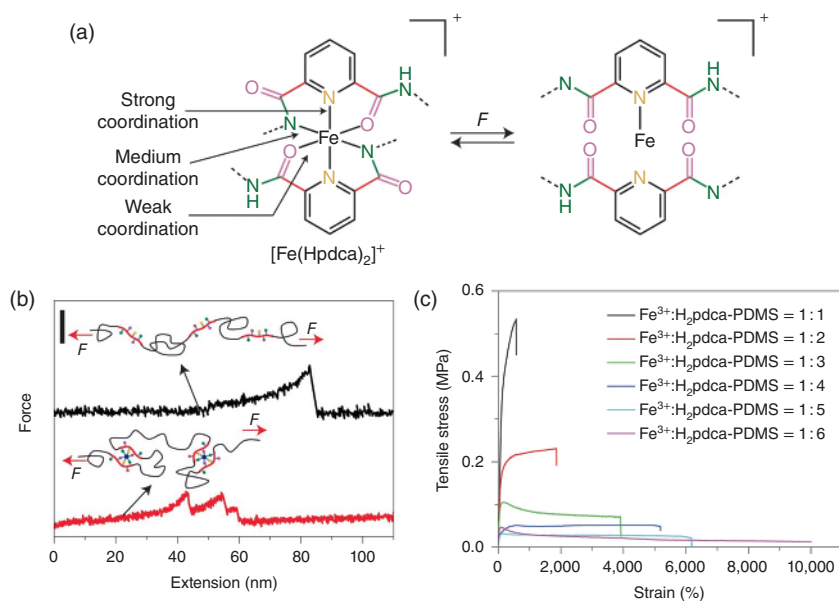 (a)
+
+
O
N
H
N
N
O
Strong
coordination
Fe
F
Medium
coordination
O
N
N
H
N
O
Weak
coordination
[Fe(Hpdca)₂]⁺
N
N
H
N
O
O
Fe
O
O
N
H
N
N
(b)
F
F
F
F
Force
0
20
40
60
80
100
Extension (nm)
(c)
0.6
0.4
0.2
0.0
Tensile stress (MPa)
Fe³⁺:H₂pdca-PDMS = 1 : 1
Fe³⁺:H₂pdca-PDMS = 1 : 2
Fe³⁺:H₂pdca-PDMS = 1 : 3
Fe³⁺:H₂pdca-PDMS = 1 : 4
Fe³⁺:H₂pdca-PDMS = 1 : 5
Fe³⁺:H₂pdca-PDMS = 1 : 6
0
2,000
4,000
6,000
8,000
10,000
Strain (%)